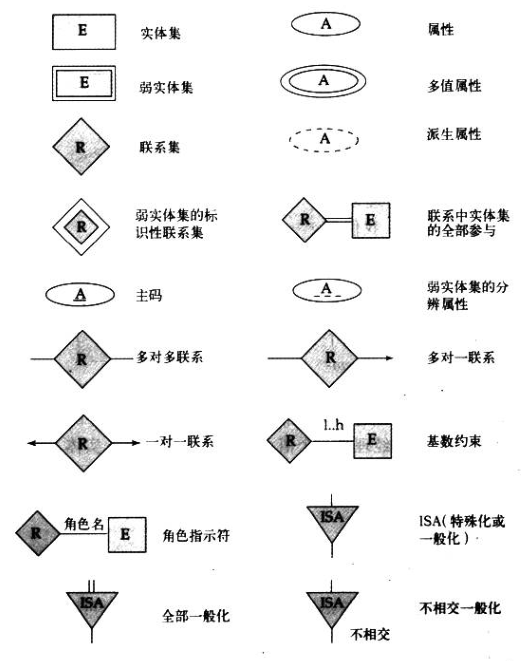 E 实体集
A 属性
E 弱实体集
A 多值属性
R 联系集
A 派生属性
R 弱实体集的标
识性联系集
R E 联系中实体集
的全部参与
A 主码
A 弱实体集的分
辨属性
R 多对多联系
R 多对一联系
R 一对一联系
R l..h E 基数约束
R 角色名 E 角色指示符
ISA ISA(特殊化或
一般化)
ISA 全部一般化
ISA 不相交 不相交一般化